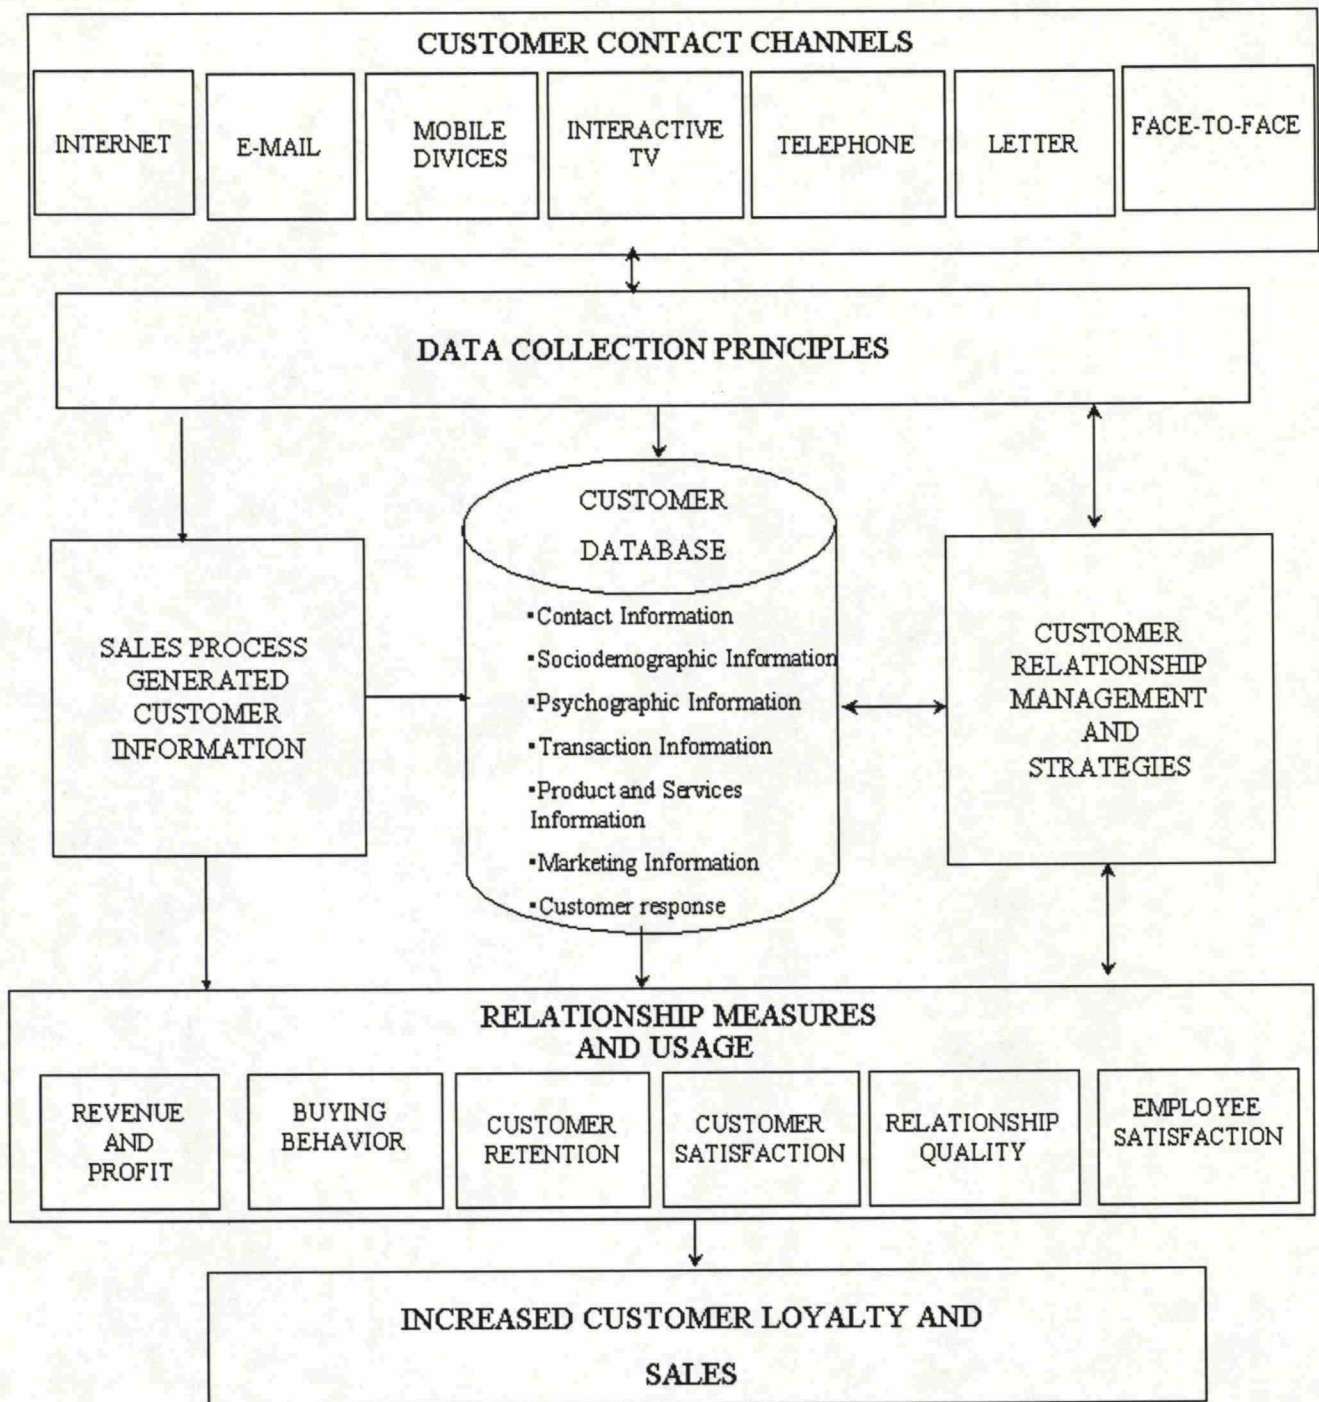 CUSTOMER CONTACT CHANNELS
INTERNET
E-MAIL
MOBILE
DIVICES
INTERACTIVE
TV
TELEPHONE
LETTER
FACE-TO-FACE
DATA COLLECTION PRINCIPLES
SALES PROCESS
GENERATED
CUSTOMER
INFORMATION
CUSTOMER
DATABASE
▪Contact Information
▪Sociodemographic Information
▪Psychographic Information
▪Transaction Information
▪Product and Services
Information
▪Marketing Information
▪Customer response
CUSTOMER
RELATIONSHIP
MANAGEMENT
AND
STRATEGIES
RELATIONSHIP MEASURES
AND USAGE
REVENUE
AND
PROFIT
BUYING
BEHAVIOR
CUSTOMER
RETENTION
CUSTOMER
SATISFACTION
RELATIONSHIP
QUALITY
EMPLOYEE
SATISFACTION
INCREASED CUSTOMER LOYALTY AND
SALES